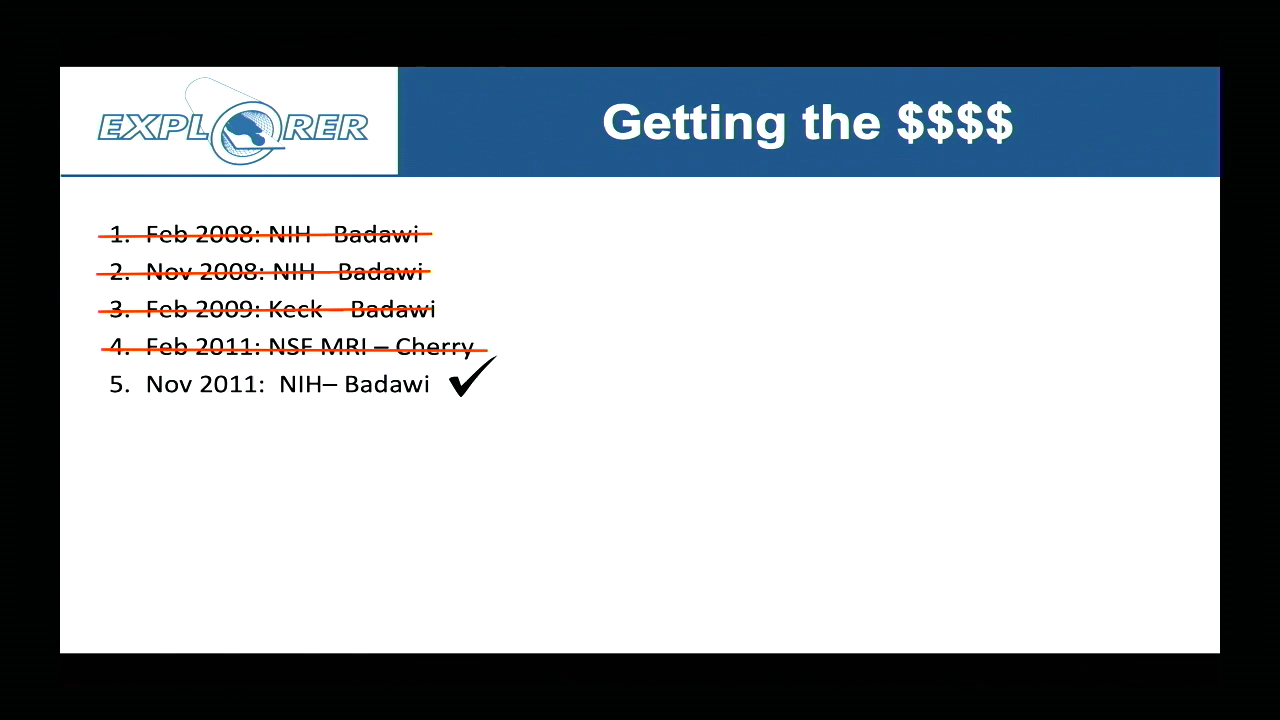 EXPLORER
Getting the $$$$
1. Feb 2008: NIH – Badawi
2. Nov 2008: NIH – Badawi
3. Feb 2009: Keck – Badawi
4. Feb 2011: NSF MRI – Cherry
5. Nov 2011: NIH– Badawi